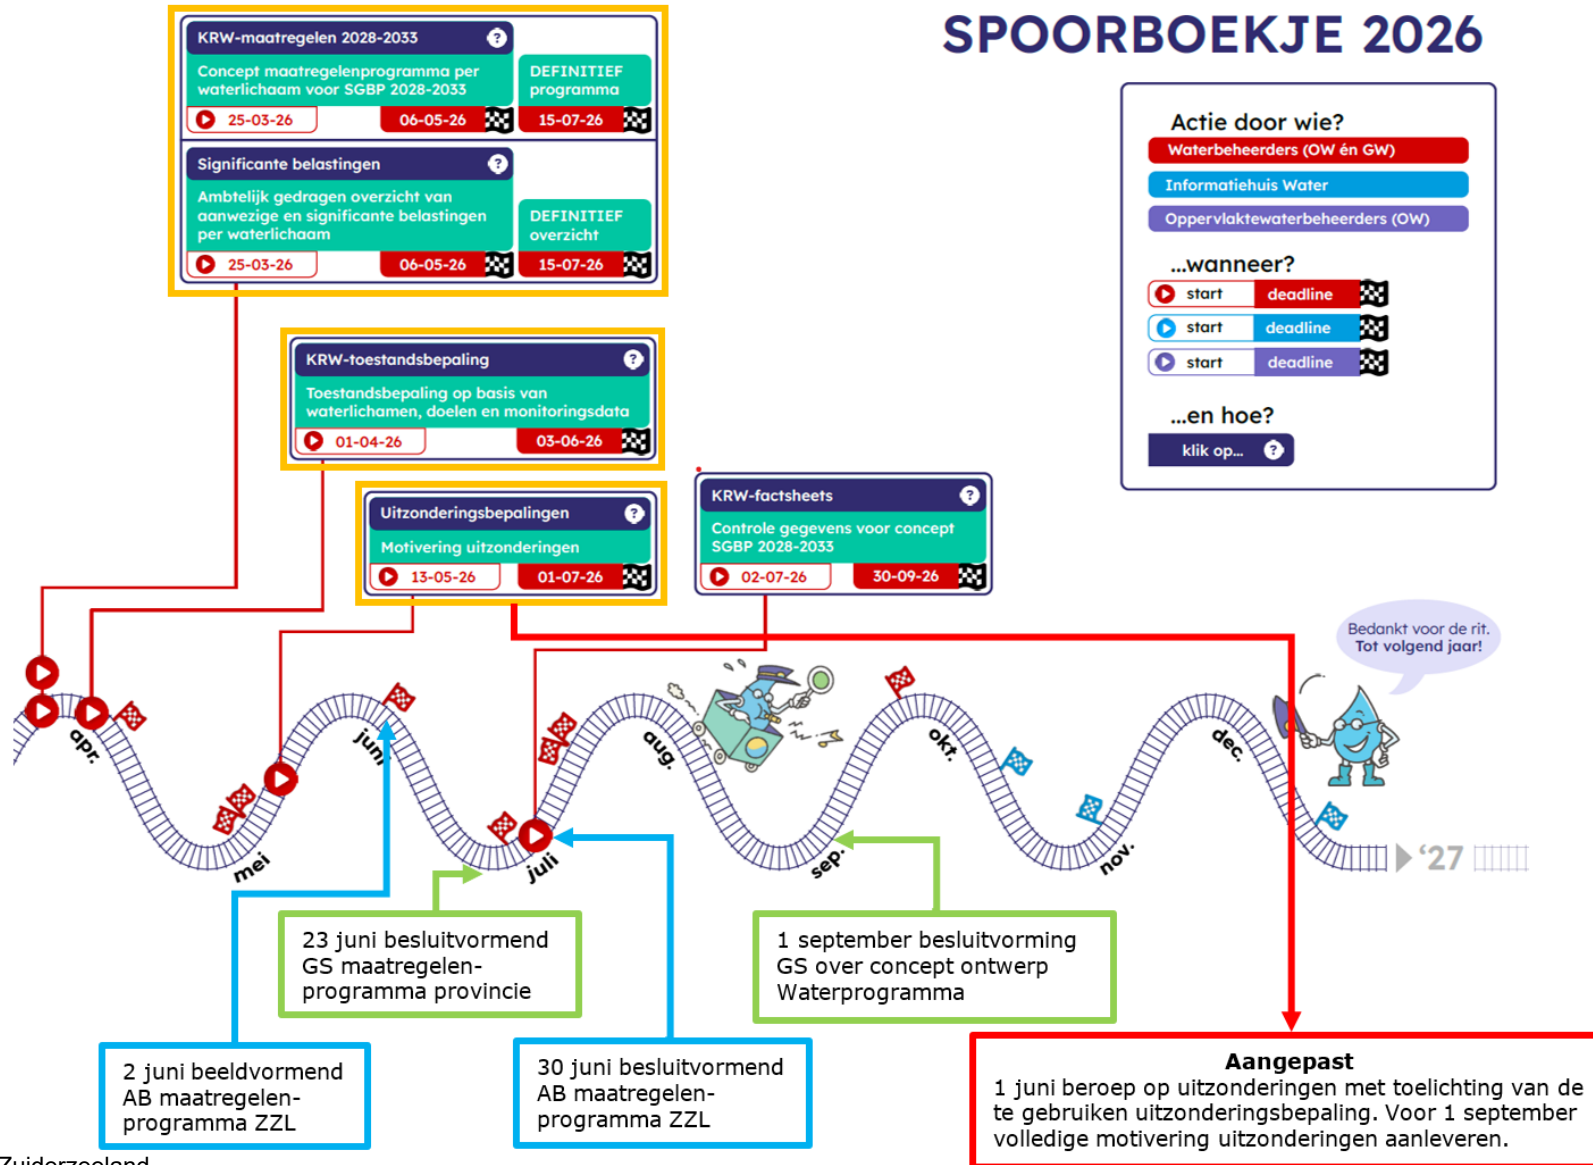 SPOORBOEKJE 2026
KRW-maatregelen 2028-2033 ?
Concept maatregelenprogramma per
waterlichaam voor SGBP 2028-2033
DEFINITIEF
programma
25-03-26 06-05-26 15-07-26
Significante belastingen ?
Ambtelijk gedragen overzicht van
aanwezige en significante belastingen
per waterlichaam
DEFINITIEF
overzicht
25-03-26 06-05-26 15-07-26
Actie door wie?
Waterbeheerders (OW én GW)
Informatiehuis Water
Oppervlaktewaterbeheerders (OW)
...wanneer?
start deadline
start deadline
start deadline
...en hoe?
klik op... ?
KRW-toestandsbepaling ?
Toestandsbepaling op basis van
waterlichamen, doelen en monitoringsdata
01-04-26 03-06-26
Uitzonderingsbepalingen ?
Motivering uitzonderingen
13-05-26 01-07-26
KRW-factsheets ?
Controle gegevens voor concept
SGBP 2028-2033
02-07-26 30-09-26
Bedankt voor de rit.
Tot volgend jaar!
apr.
mei
juni
juli
aug.
sep.
okt.
nov.
dec.
‘27
23 juni besluitvormend
GS maatregelen-
programma provincie
1 september besluitvorming
GS over concept ontwerp
Waterprogramma
2 juni beeldvormend
AB maatregelen-
programma ZZL
30 juni besluitvormend
AB maatregelen-
programma ZZL
Aangepast
1 juni beroep op uitzonderingen met toelichting van de
te gebruiken uitzonderingsbepaling. Voor 1 september
volledige motivering uitzonderingen aanleveren.
Zuiderzeeland